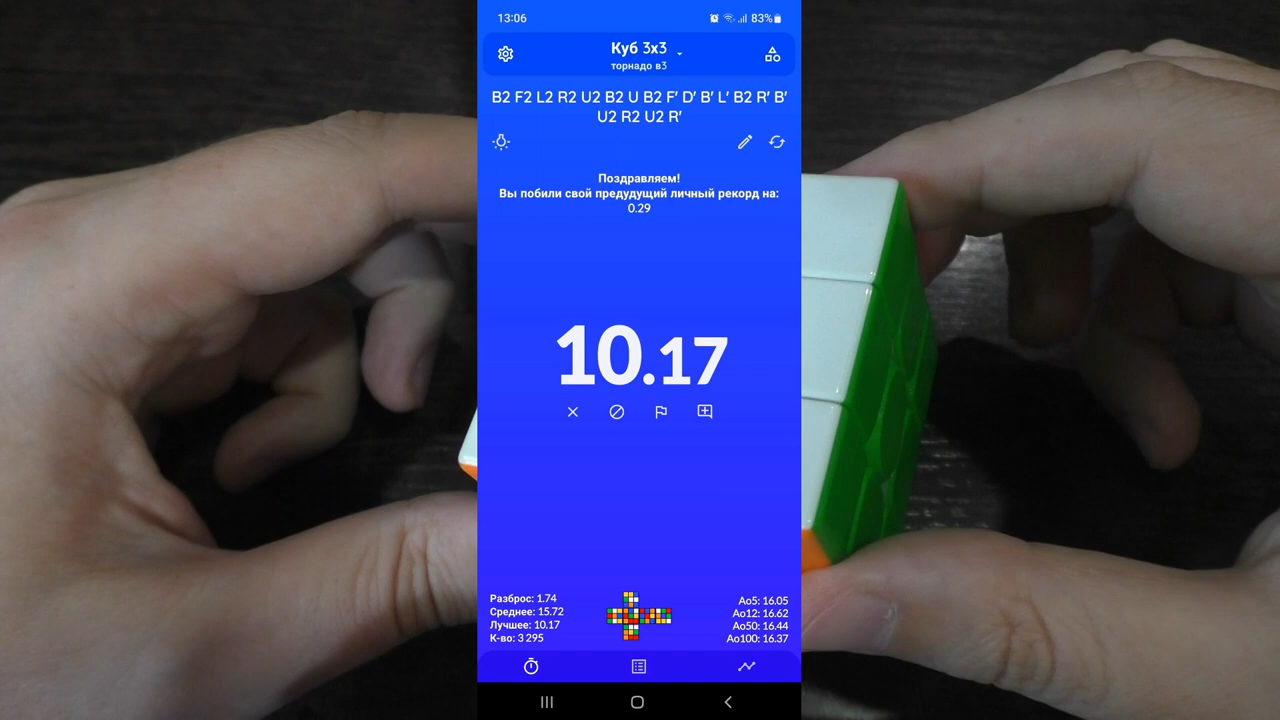 13:06
83%
Куб 3x3
торнадо в3
B2 F2 L2 R2 U2 B2 U B2 F' D' B' L' B2 R' B'
U2 R2 U2 R'
Поздравляем!
Вы побили свой предудущий личный рекорд на:
0.29
10.17
Разброс: 1.74
Среднее: 15.72
Лучшее: 10.17
К-во: 3 295
Ao5: 16.05
Ao12: 16.62
Ao50: 16.44
Ao100: 16.37